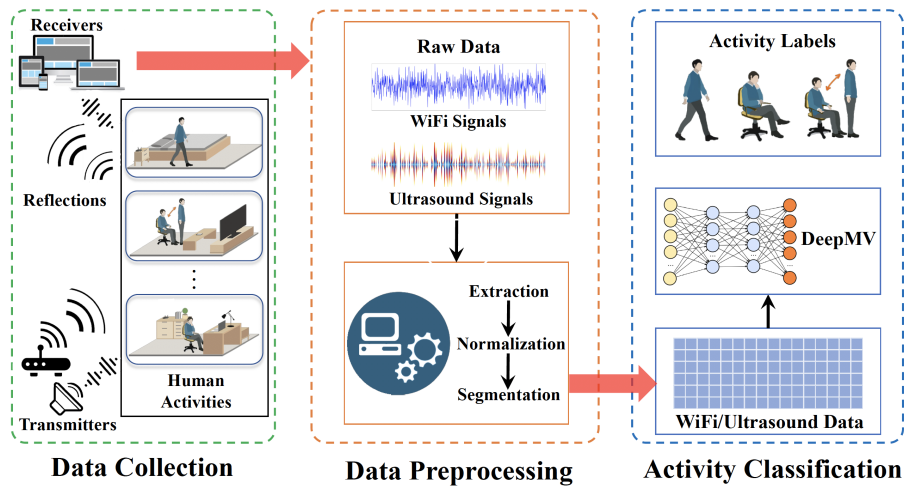 Receivers
Reflections
Transmitters
Human
Activities
Data Collection
Raw Data
WiFi Signals
Ultrasound Signals
Extraction
Normalization
Segmentation
Data Preprocessing
Activity Labels
DeepMV
WiFi/Ultrasound Data
Activity Classification